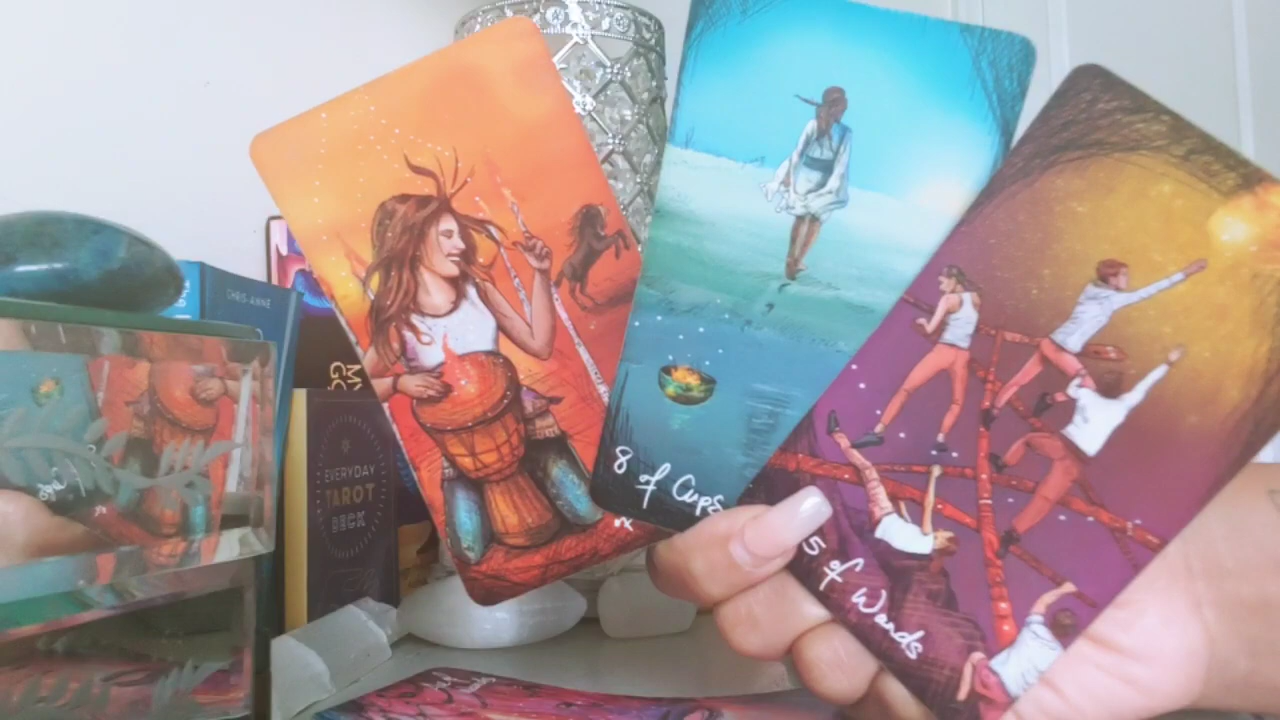 CHRIS-ANNE
EVERYDAY
TAROT
DECK
8 of Cups
5 of Wands